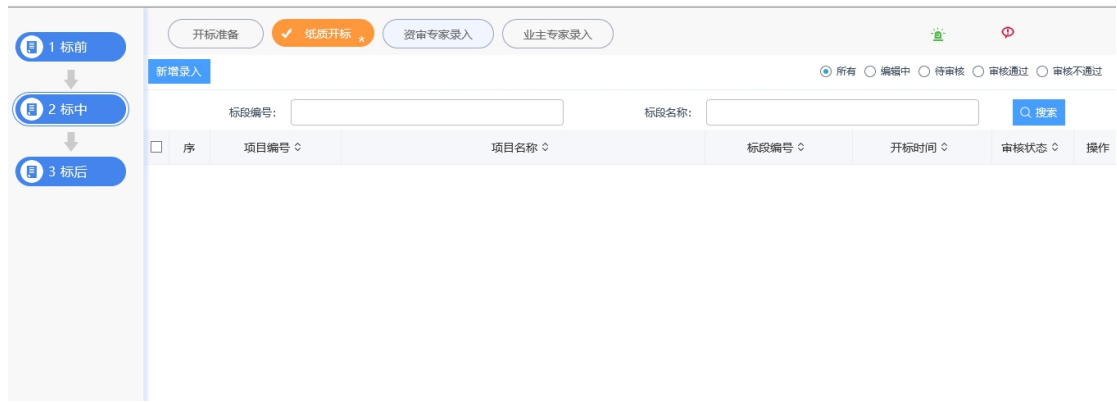 1 标前
2 标中
3 标后
开标准备 纸质开标 * 资审专家录入 业主专家录入
新增录入 所有 编辑中 待审核 审核通过 审核不通过
标段编号: 标段名称: 搜索
序 项目编号 项目名称 标段编号 开标时间 审核状态 操作